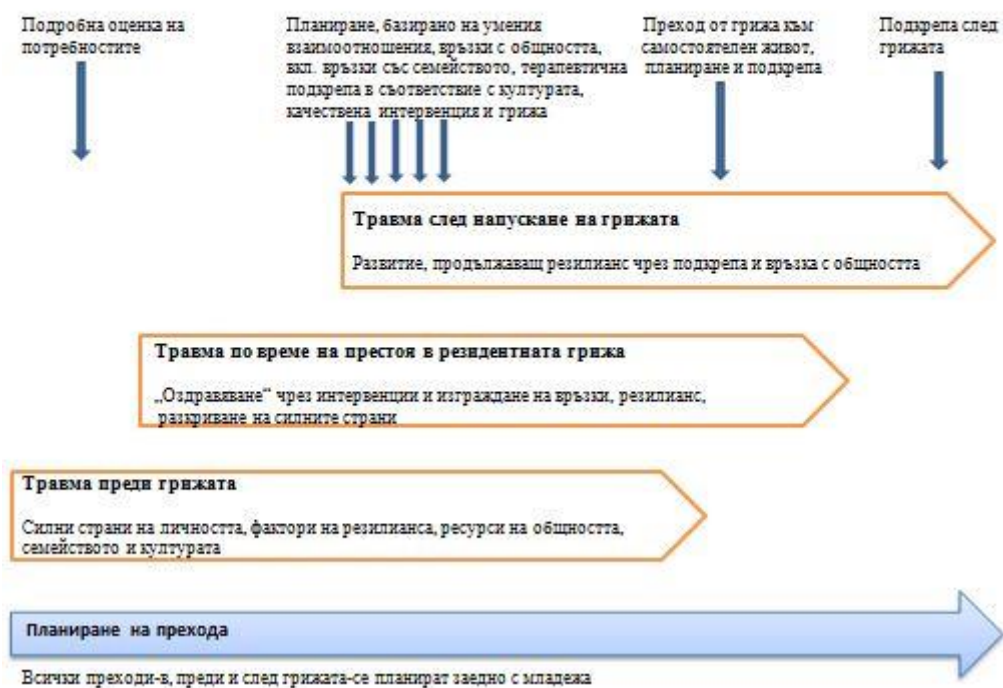 Подробна оценка на
потребностите
Планиране, базирано на умения
взаимоотношения, връзки с общността,
вкл. връзки със семейството, терапевтична
подкрепа в съответствие с културата,
качествена интервенция и грижа
Преход от грижа към
самостоятелен живот,
планиране и подкрепа
Подкрепа след
грижата
Травма след напускане на грижата
Развитие, продължаващ резилианс чрез подкрепа и връзка с общността
Травма по време на престоя в резидентната грижа
„Оздравяване“ чрез интервенции и изграждане на връзки, резилианс,
разкриване на силните страни
Травма преди грижата
Силни страни на личността, фактори на резилианса, ресурси на общността,
семейството и културата
Планиране на прехода
Всички преходи-в, преди и след грижата-се планират заедно с младежа